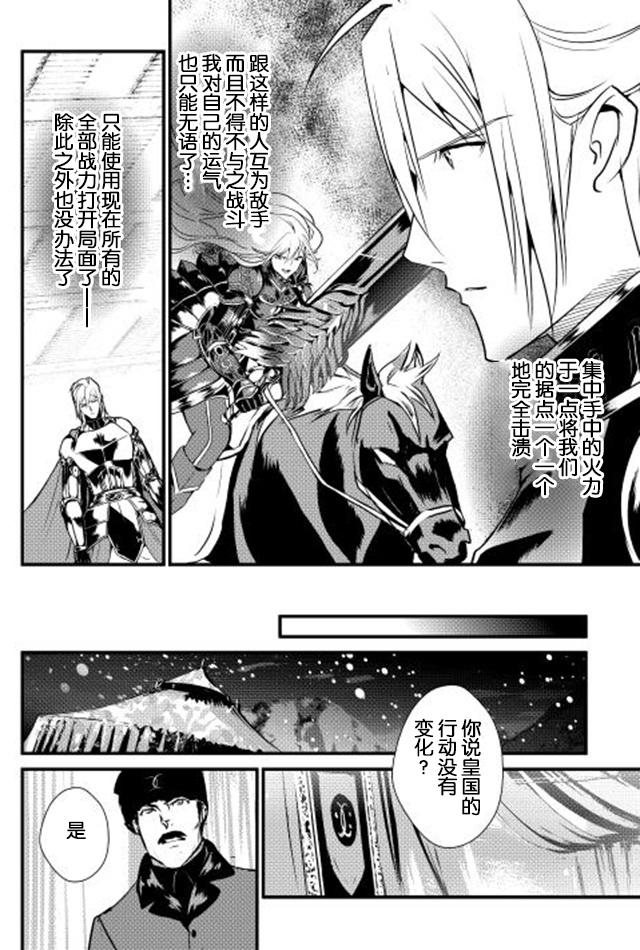 集中手中的火力
于一点将我们
的据点一个一个
地完全击溃
跟这样的人互为敌手
而且不得不与之战斗
我对自己的运气
也只能无语了…
只能使用现在所有的
全部战力打开局面了——
除此之外也没办法了
你说皇国的
行动没有
变化？
是